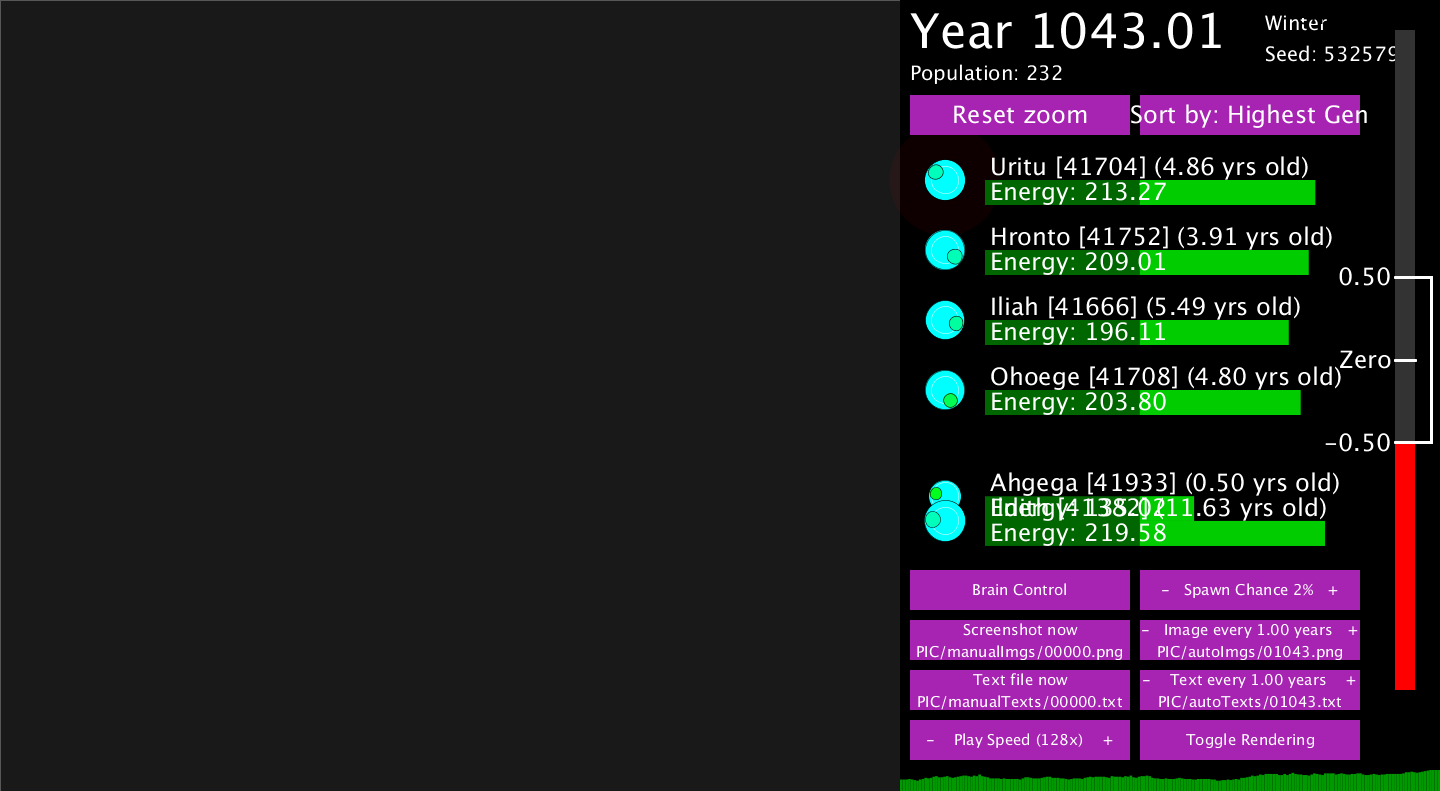 Year 1043.01
Winter
Seed: 532579
Population: 232
Reset zoom
Sort by: Highest Gen
Uritu [41704] (4.86 yrs old)
Energy: 213.27
Hronto [41752] (3.91 yrs old)
Energy: 209.01
Iliah [41666] (5.49 yrs old)
Energy: 196.11
Ohoege [41708] (4.80 yrs old)
Energy: 203.80
Ahgega [41933] (0.50 yrs old)
(11.63 yrs old)
Energy: 219.58
0.50
Zero
-0.50
Brain Control
- Spawn Chance 2% +
Screenshot now
PIC/manualImgs/00000.png
- Image every 1.00 years +
PIC/autoImgs/01043.png
Text file now
PIC/manualTexts/00000.txt
- Text every 1.00 years +
PIC/autoTexts/01043.txt
- Play Speed (128x) +
Toggle Rendering